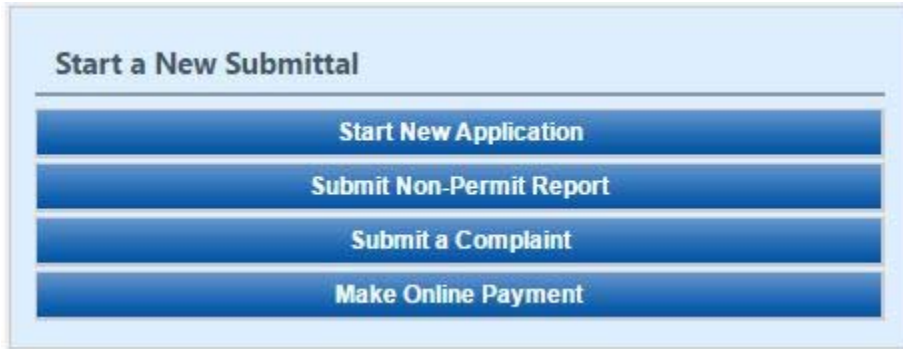 Start a New Submittal
Start New Application
Submit Non-Permit Report
Submit a Complaint
Make Online Payment